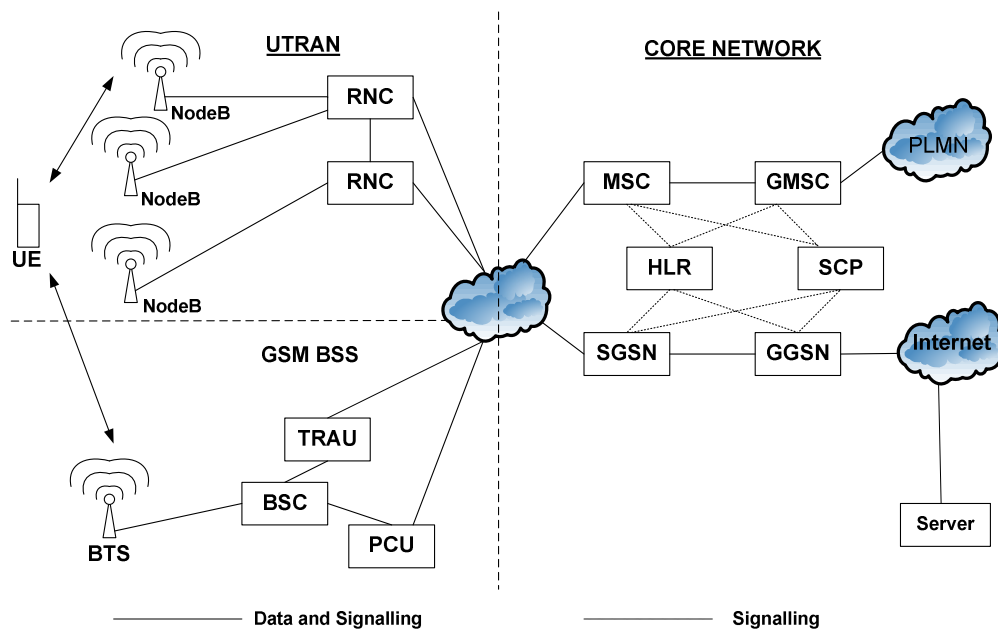 UTRAN
CORE NETWORK
NodeB
RNC
PLMN
NodeB
RNC
MSC
GMSC
UE
NodeB
HLR
SCP
GSM BSS
SGSN
GGSN
Internet
TRAU
BSC
PCU
BTS
Server
Data and Signalling
Signalling